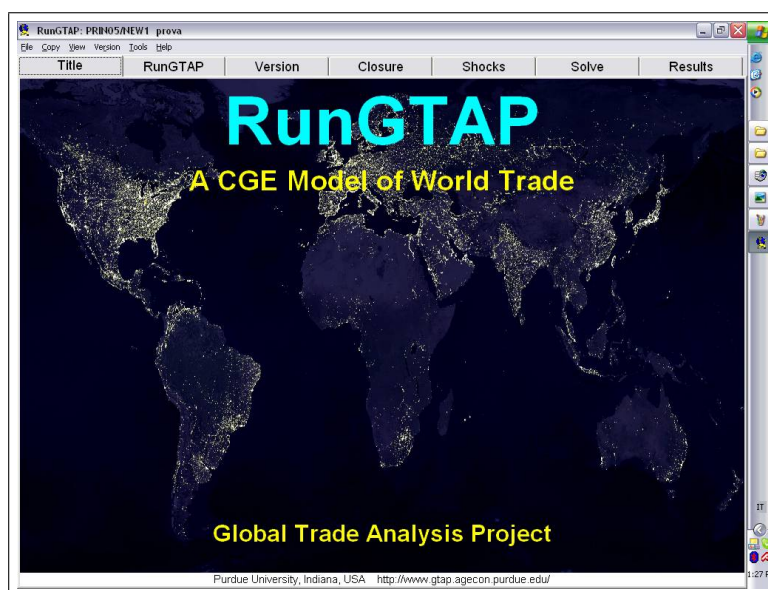 RunGTAP: PRIN05/NEW1 prova
File Copy View Version Tools Help
Title RunGTAP Version Closure Shocks Solve Results
RunGTAP
A CGE Model of World Trade
Global Trade Analysis Project
Purdue University, Indiana, USA http://www.gtap.agecon.purdue.edu/
IT
1:27 P